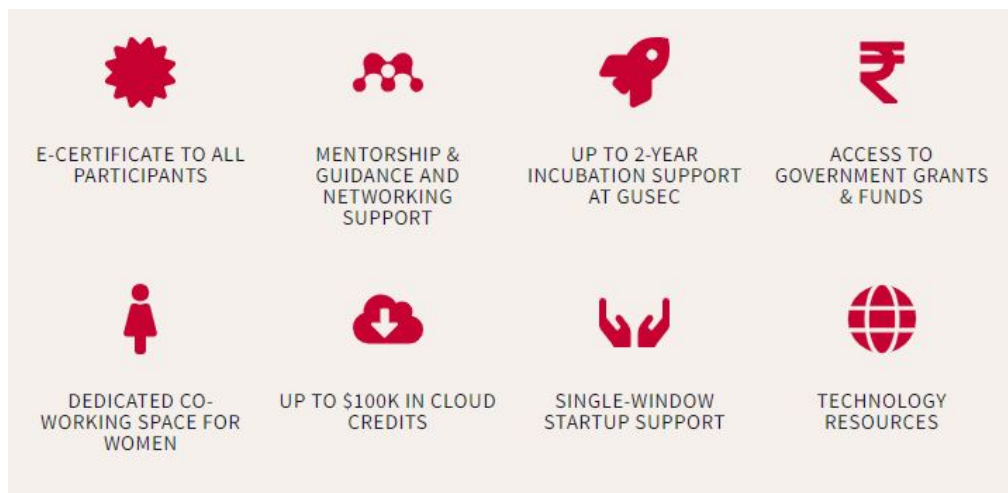 E-CERTIFICATE TO ALL
PARTICIPANTS
MENTORSHIP &
GUIDANCE AND
NETWORKING
SUPPORT
UP TO 2-YEAR
INCUBATION SUPPORT
AT GUSEC
ACCESS TO
GOVERNMENT GRANTS
& FUNDS
DEDICATED CO-
WORKING SPACE FOR
WOMEN
UP TO $100K IN CLOUD
CREDITS
SINGLE-WINDOW
STARTUP SUPPORT
TECHNOLOGY
RESOURCES